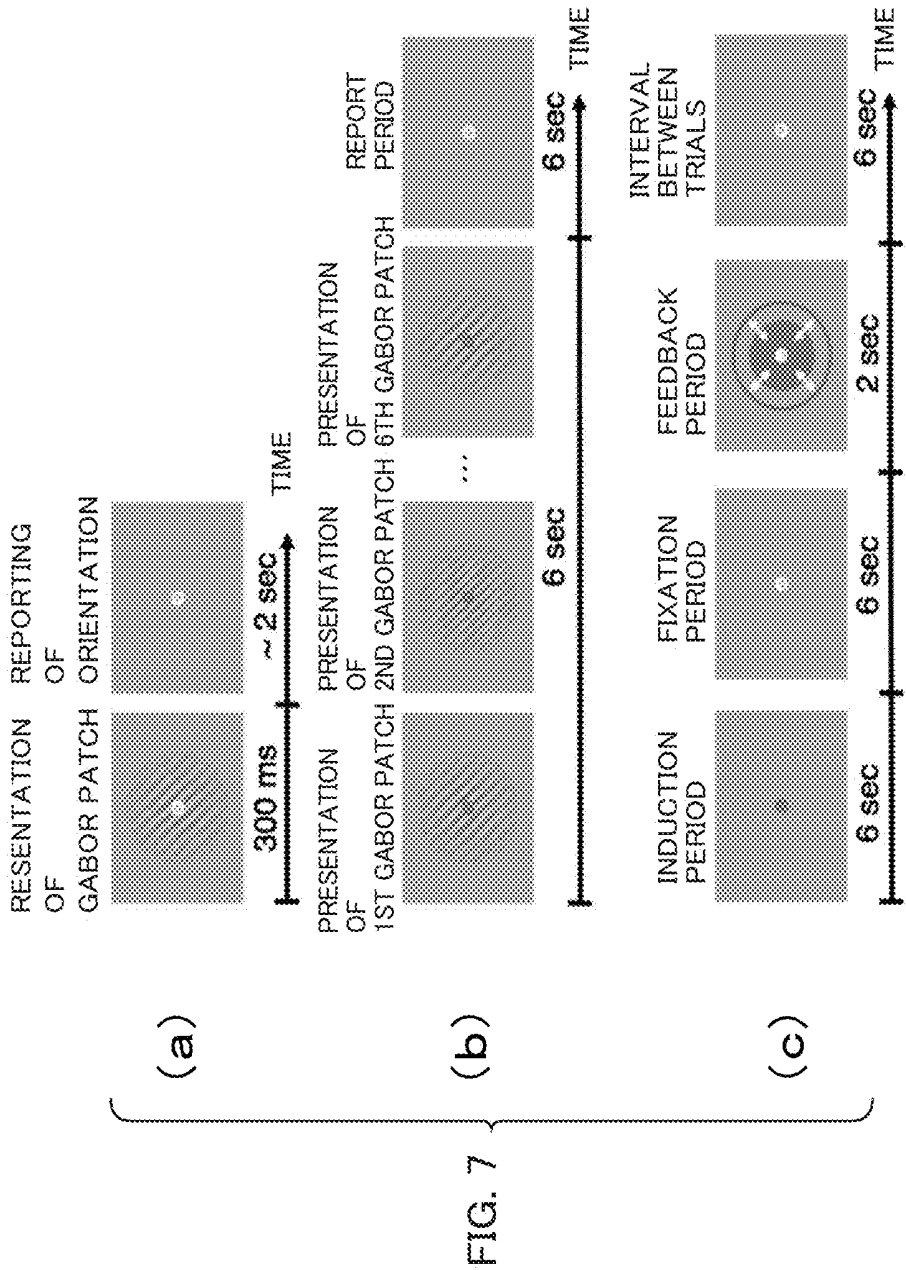 FIG. 7
(a)
RESENTATION
OF
GABOR PATCH
REPORTING
OF
ORIENTATION
300 ms
~ 2 sec
TIME
(b)
PRESENTATION
OF
1ST GABOR PATCH
PRESENTATION
OF
2ND GABOR PATCH
...
PRESENTATION
OF
6TH GABOR PATCH
REPORT
PERIOD
6 sec
6 sec
TIME
(c)
INDUCTION
PERIOD
FIXATION
PERIOD
FEEDBACK
PERIOD
INTERVAL
BETWEEN
TRIALS
6 sec
6 sec
2 sec
6 sec
TIME